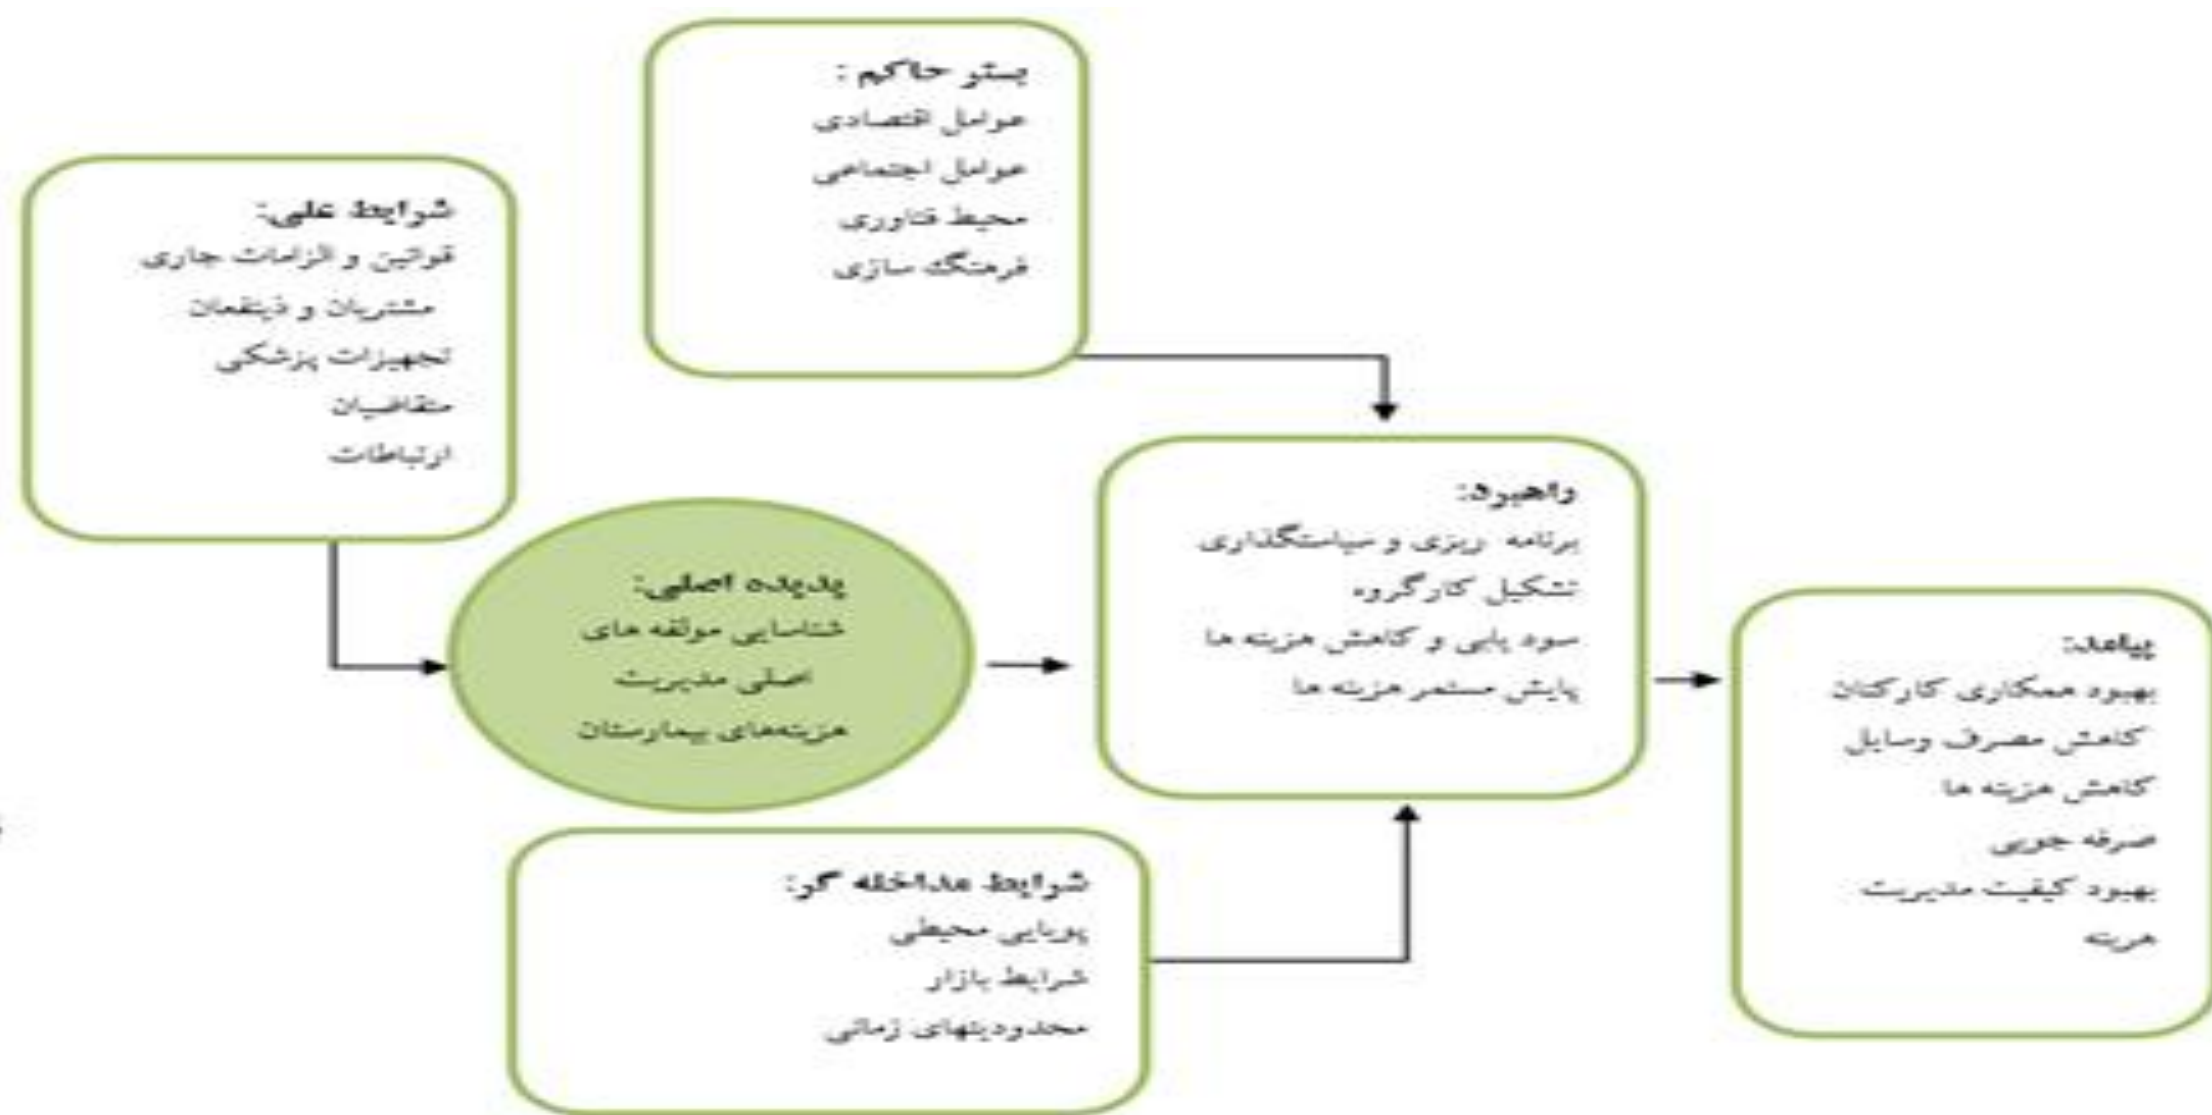 بستر حاکم :
عوامل اقتصادی
عوامل اجتماعی
محیط فناوری
فرهنگ سازی
شرایط علی:
قوانین و الزامات جاری
مشتریان و ذینفعان
تجهیزات پزشکی
متقاضیان
ارتباطات
راهبرد:
برنامه ریزی و سیاستگذاری
تشکیل کارگروه
سود یابی و کاهش هزینه ها
پایش مستمر هزینه ها
پدیده اصلی:
شناسایی مولفه های
اصلی مدیریت
هزینه‌های بیمارستان
پیامد:
بهبود همکاری کارکنان
کاهش مصرف وسایل
کاهش هزینه ها
صرفه جویی
بهبود کیفیت مدیریت
هزینه
شرایط مداخله گر:
پویایی محیطی
شرایط بازار
محدودیتهای زمانی